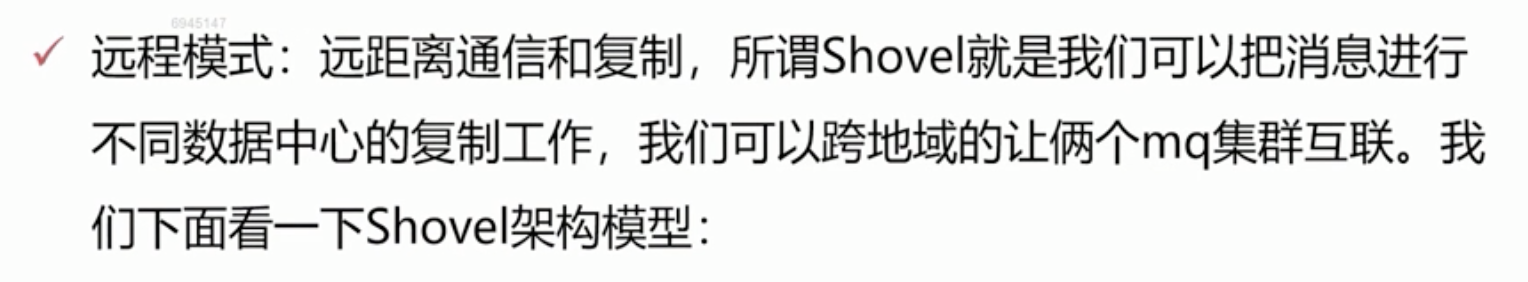 6945147
✓ 远程模式：远距离通信和复制，所谓Shovel就是我们可以把消息进行
不同数据中心的复制工作，我们可以跨地域的让俩个mq集群互联。我
们下面看一下Shovel架构模型：